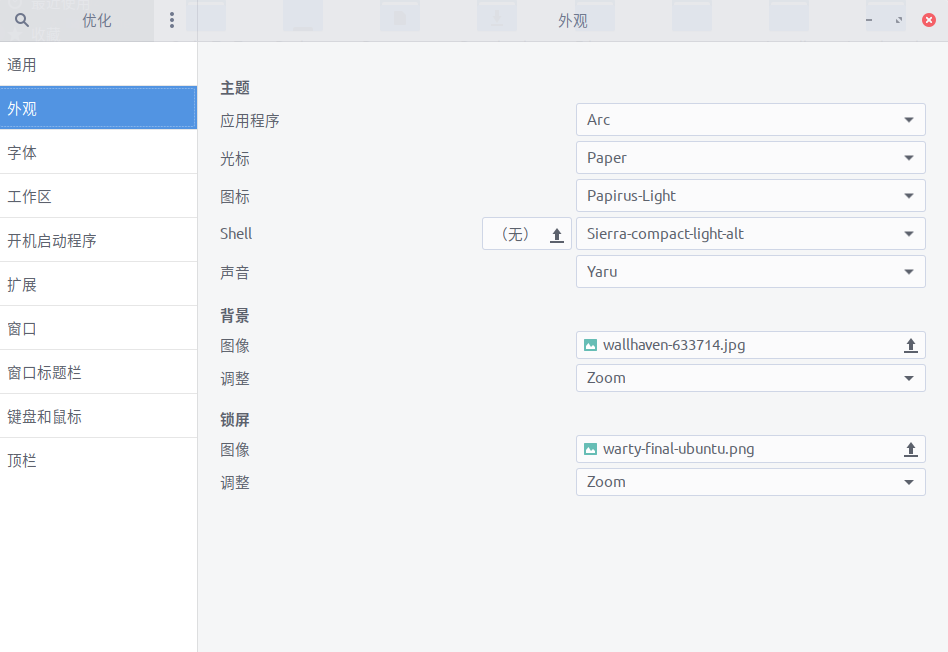 优化
外观
通用
外观
字体
工作区
开机启动程序
扩展
窗口
窗口标题栏
键盘和鼠标
顶栏
主题
应用程序 Arc
光标 Paper
图标 Papirus-Light
Shell （无） Sierra-compact-light-alt
声音 Yaru
背景
图像 wallhaven-633714.jpg
调整 Zoom
锁屏
图像 warty-final-ubuntu.png
调整 Zoom